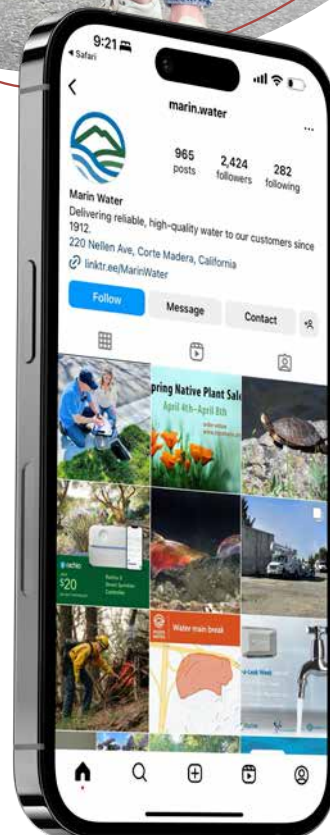 9:21
Safari
marin.water
965
2,424
282
posts
followers
following
Marin Water
Delivering reliable, high-quality water to our customers since
1912.
220 Nellen Ave, Corte Madera, California
linktr.ee/MarinWater
Follow
Message
Contact
pring Native Plant Sale
April 4th–April 8th
$20
Water main break
a-Leak Week